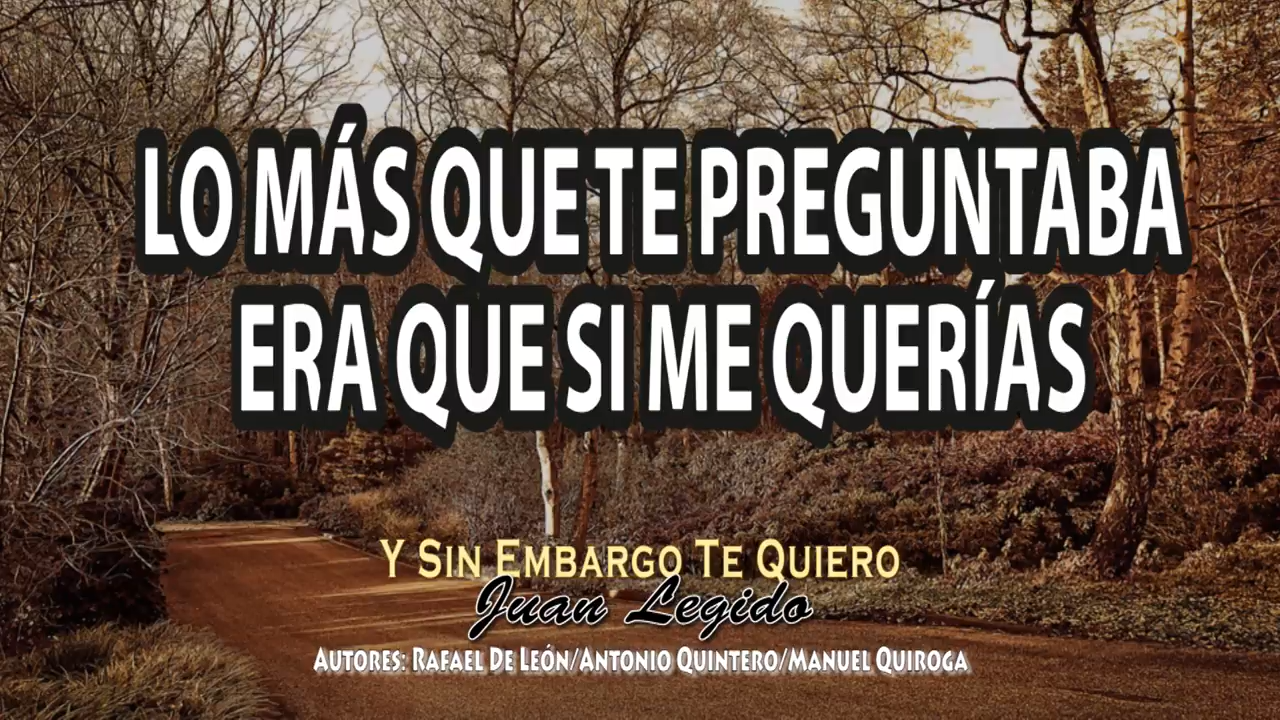 LO MÁS QUE TE PREGUNTABA
ERA QUE SI ME QUERÍAS
Y SIN EMBARGO TE QUIERO
Juan Legido
AUTORES: RAFAEL DE LEÓN/ANTONIO QUINTERO/MANUEL QUIROGA